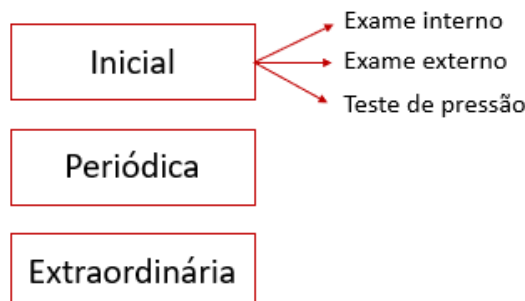 Inicial
Exame interno
Exame externo
Teste de pressão
Periódica
Extraordinária